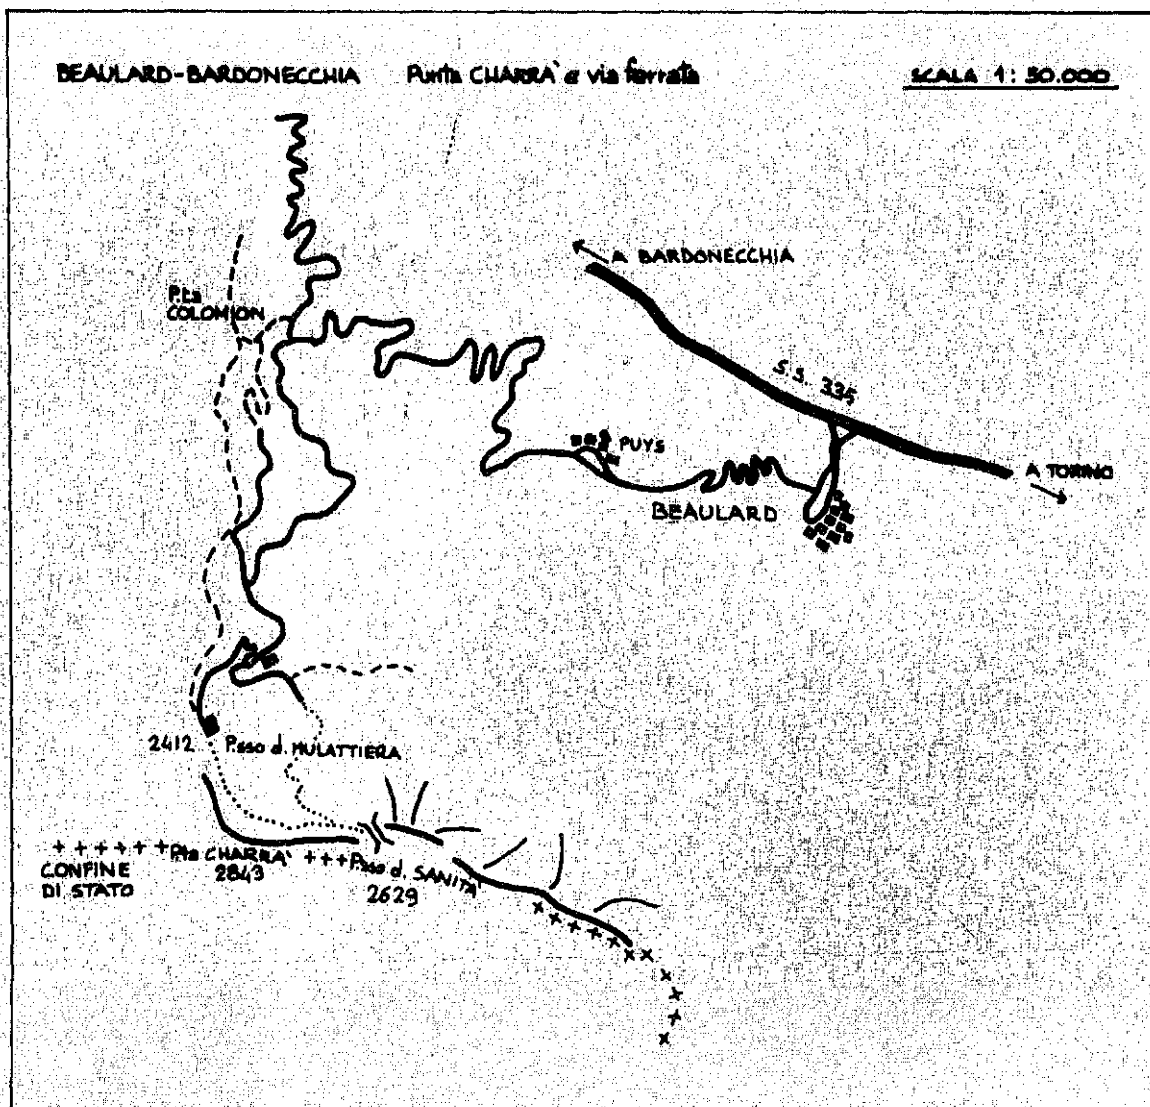 BEAULARD-BARDONECCHIA Punta CHARRA' e via ferrata
SCALA 1: 50.000
A BARDONECCHIA
P.ta
COLOMION
S.S. 335
PUYS
A TORINO
BEAULARD
2412 P.sso d. MULATTIERA
CONFINE
DI STATO
P.ta CHARRA'
2843
P.sso d. SANITA'
2629